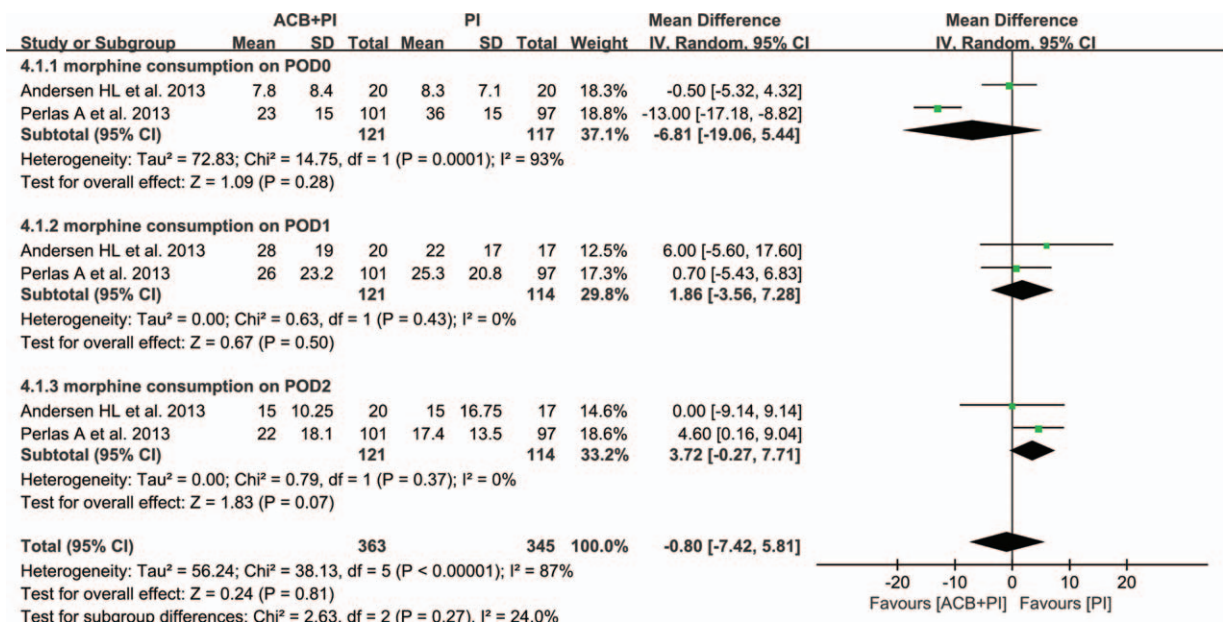 ACB+PI PI Mean Difference Mean Difference
Study or Subgroup Mean SD Total Mean SD Total Weight IV, Random, 95% CI IV, Random, 95% CI
4.1.1 morphine consumption on POD0
Andersen HL et al. 2013 7.8 8.4 20 8.3 7.1 20 18.3% -0.50 [-5.32, 4.32]
Perlas A et al. 2013 23 15 101 36 15 97 18.8% -13.00 [-17.18, -8.82]
Subtotal (95% CI) 121 117 37.1% -6.81 [-19.06, 5.44]
Heterogeneity: Tau² = 72.83; Chi² = 14.75, df = 1 (P = 0.0001); I² = 93%
Test for overall effect: Z = 1.09 (P = 0.28)
4.1.2 morphine consumption on POD1
Andersen HL et al. 2013 28 19 20 22 17 17 12.5% 6.00 [-5.60, 17.60]
Perlas A et al. 2013 26 23.2 101 25.3 20.8 97 17.3% 0.70 [-5.43, 6.83]
Subtotal (95% CI) 121 114 29.8% 1.86 [-3.56, 7.28]
Heterogeneity: Tau² = 0.00; Chi² = 0.63, df = 1 (P = 0.43); I² = 0%
Test for overall effect: Z = 0.67 (P = 0.50)
4.1.3 morphine consumption on POD2
Andersen HL et al. 2013 15 10.25 20 15 16.75 17 14.6% 0.00 [-9.14, 9.14]
Perlas A et al. 2013 22 18.1 101 17.4 13.5 97 18.6% 4.60 [0.16, 9.04]
Subtotal (95% CI) 121 114 33.2% 3.72 [-0.27, 7.71]
Heterogeneity: Tau² = 0.00; Chi² = 0.79, df = 1 (P = 0.37); I² = 0%
Test for overall effect: Z = 1.83 (P = 0.07)
Total (95% CI) 363 345 100.0% -0.80 [-7.42, 5.81]
Heterogeneity: Tau² = 56.24; Chi² = 38.13, df = 5 (P < 0.00001); I² = 87%
Test for overall effect: Z = 0.24 (P = 0.81)
Test for subgroup differences: Chi² = 2.63, df = 2 (P = 0.27), I² = 24.0%
-20 -10 0 10 20
Favours [ACB+PI] Favours [PI]